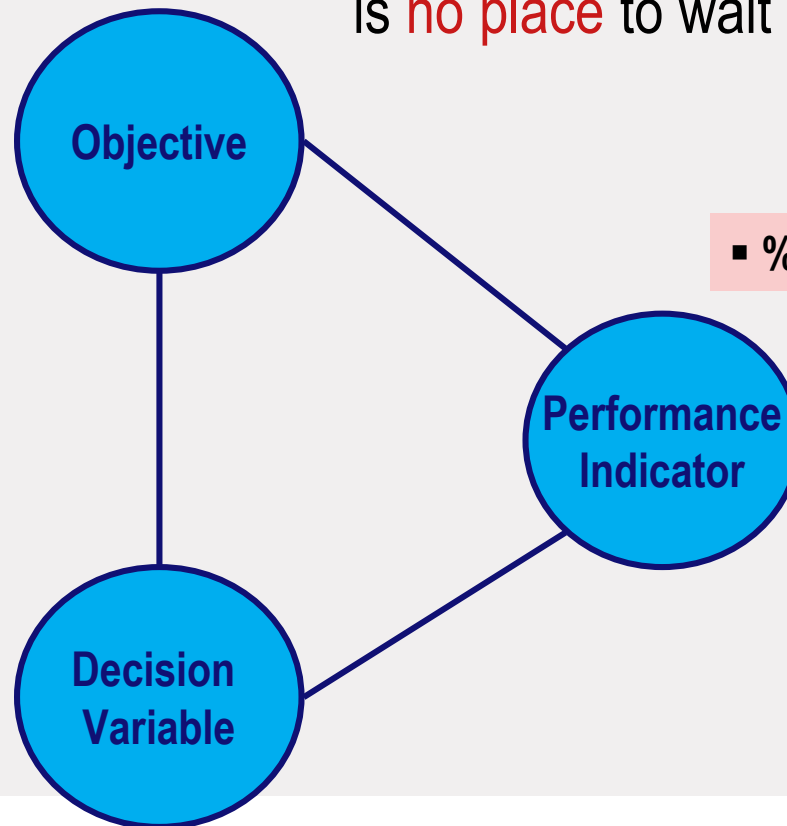 is no place to wait
Objective
▪ %
Performance
Indicator
Decision
Variable